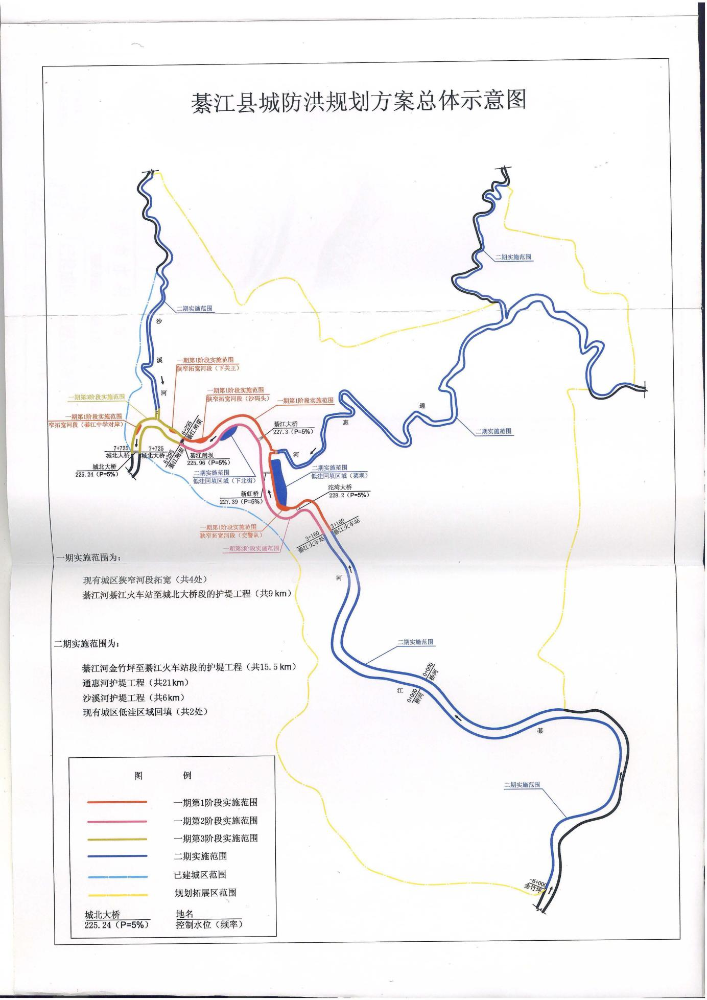 綦江县城防洪规划方案总体示意图
二期实施范围
二期实施范围
沙
溪
河
一期第1阶段实施范围
狭窄拓宽河段（下关王）
一期第1阶段实施范围
狭窄拓宽河段（沙码头）
一期第1阶段实施范围
一期第3阶段实施范围
一期第1阶段实施范围
窄拓宽河段（綦江中学对岸）
6+295
綦江闸坝
6+295
綦江闸坝
綦江大桥
227.3（P=5%）
通
惠
河
二期实施范围
7+725
城北大桥
7+725
城北大桥
城北大桥
225.24（P=5%）
綦江闸坝
225.96（P=5%）
二期实施范围
低洼回填区域（下北街）
二期实施范围
低洼回填区域（菜坝）
新虹桥
227.39（P=5%）
沱湾大桥
228.2（P=5%）
一期第1阶段实施范围
狭窄拓宽河段（交警队）
一期第2阶段实施范围
3+160
綦江火车站
3+160
綦江火车站
河
一期实施范围为：
现有城区狭窄河段拓宽（共4处）
綦江河綦江火车站至城北大桥段的护堤工程（共9km）
二期实施范围为：
綦江河金竹坪至綦江火车站段的护堤工程（共15.5km）
通惠河护堤工程（共21km）
沙溪河护堤工程（共6km）
现有城区低洼区域回填（共2处）
二期实施范围
0+000
桥河
0+000
桥河
江
綦
二期实施范围
-6+000
金竹坪
图 例
一期第1阶段实施范围
一期第2阶段实施范围
一期第3阶段实施范围
二期实施范围
已建城区范围
规划拓展区范围
城北大桥 地名
225.24（P=5%） 控制水位（频率）